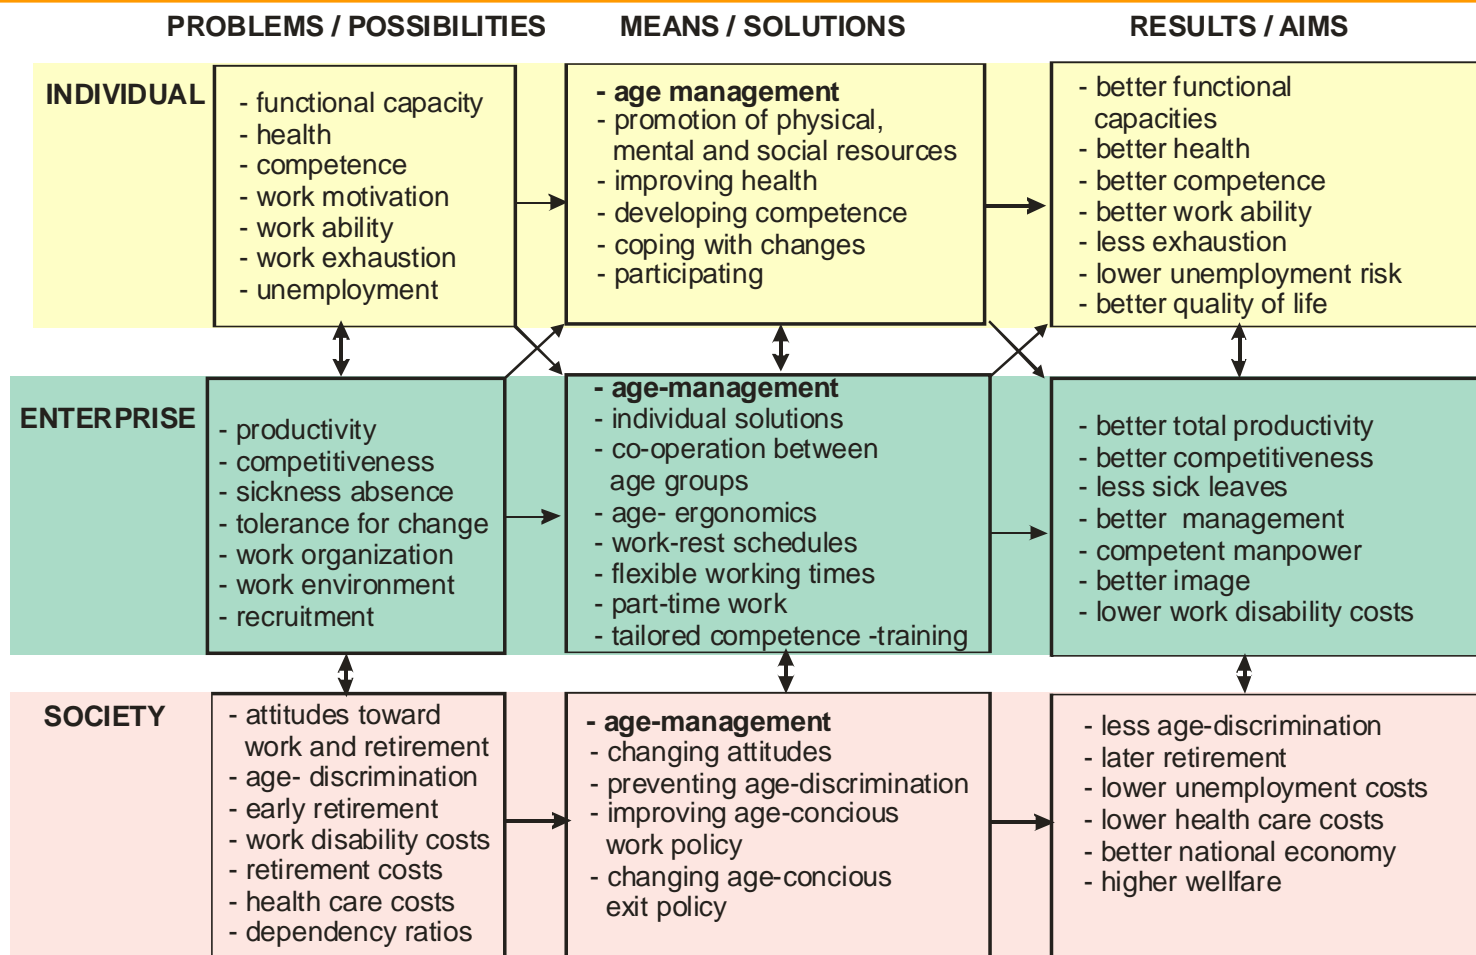 PROBLEMS / POSSIBILITIES
MEANS / SOLUTIONS
RESULTS / AIMS
INDIVIDUAL
- functional capacity
- health
- competence
- work motivation
- work ability
- work exhaustion
- unemployment
- age management
- promotion of physical,
mental and social resources
- improving health
- developing competence
- coping with changes
- participating
- better functional
capacities
- better health
- better competence
- better work ability
- less exhaustion
- lower unemployment risk
- better quality of life
ENTERPRISE
- productivity
- competitiveness
- sickness absence
- tolerance for change
- work organization
- work environment
- recruitment
- age-management
- individual solutions
- co-operation between
age groups
- age- ergonomics
- work-rest schedules
- flexible working times
- part-time work
- tailored competence -training
- better total productivity
- better competitiveness
- less sick leaves
- better  management
- competent manpower
- better image
- lower work disability costs
SOCIETY
- attitudes toward
work and retirement
- age- discrimination
- early retirement
- work disability costs
- retirement costs
- health care costs
- dependency ratios
- age-management
- changing attitudes
- preventing age-discrimination
- improving age-concious
work policy
- changing age-concious
exit policy
- less age-discrimination
- later retirement
- lower unemployment costs
- lower health care costs
- better national economy
- higher wellfare